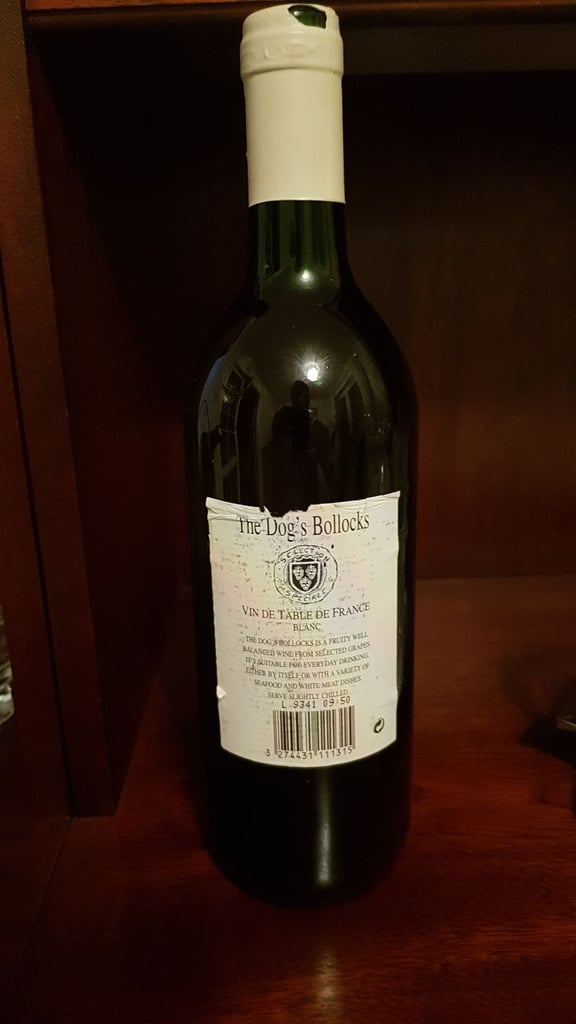 The Dog's Bollocks
SELECTION
SPECIALE
VIN DE TABLE DE FRANCE
BLANC
THE DOG'S BOLLOCKS IS A FRUITY WELL
BALANCED WINE FROM SELECTED GRAPES.
IT'S SUITABLE FOR EVERYDAY DRINKING,
EITHER BY ITSELF OR WITH A VARIETY OF
SEAFOOD AND WHITE MEAT DISHES.
SERVE SLIGHTLY CHILLED.
L 9341 09:50
3 274431 111315